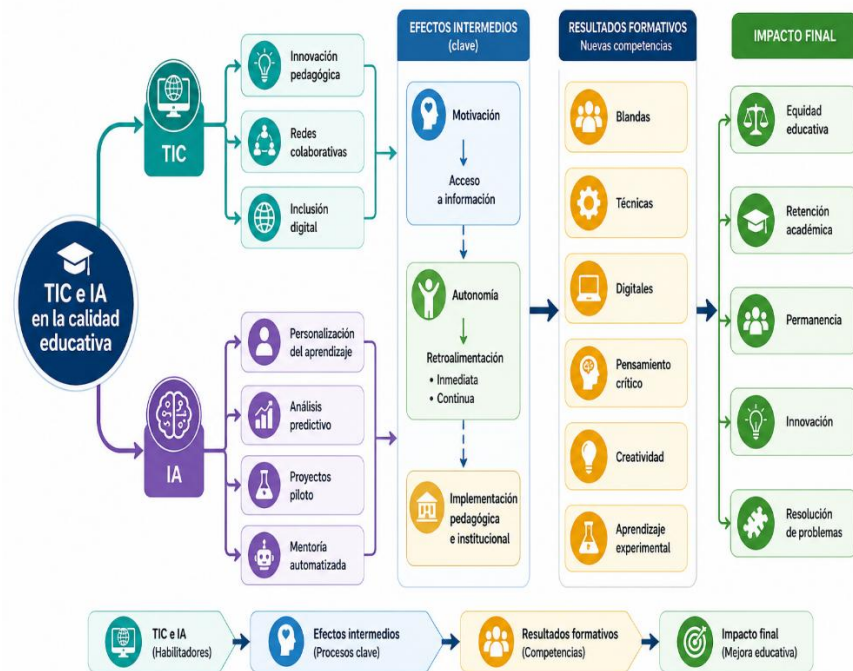 TIC e IA
en la calidad
educativa
TIC
Innovación
pedagógica
Redes
colaborativas
Inclusión
digital
IA
Personalización
del aprendizaje
Análisis
predictivo
Proyectos
piloto
Mentoría
automatizada
EFECTOS INTERMEDIOS
(clave)
Motivación
Acceso
a información
Autonomía
Retroalimentación
• Inmediata
• Continua
Implementación
pedagógica
e institucional
RESULTADOS FORMATIVOS
Nuevas competencias
Blandas
Técnicas
Digitales
Pensamiento
crítico
Creatividad
Aprendizaje
experimental
IMPACTO FINAL
Equidad
educativa
Retención
académica
Permanencia
Innovación
Resolución
de problemas
TIC e IA
(Habilitadores)
Efectos intermedios
(Procesos clave)
Resultados formativos
(Competencias)
Impacto final
(Mejora educativa)